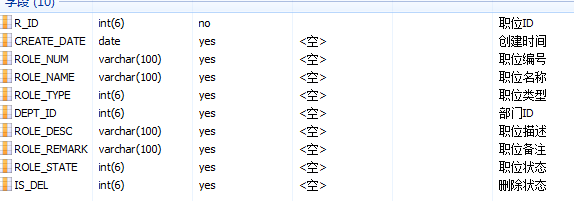 字段 (10)
R_ID int(6) no 职位ID
CREATE_DATE date yes <空> 创建时间
ROLE_NUM varchar(100) yes <空> 职位编号
ROLE_NAME varchar(100) yes <空> 职位名称
ROLE_TYPE int(6) yes <空> 职位类型
DEPT_ID int(6) yes <空> 部门ID
ROLE_DESC varchar(100) yes <空> 职位描述
ROLE_REMARK varchar(100) yes <空> 职位备注
ROLE_STATE int(6) yes <空> 职位状态
IS_DEL int(6) yes <空> 删除状态